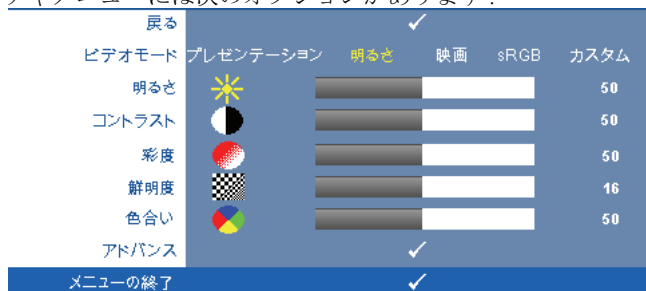 戻る
ビデオモード プレゼンテーション 明るさ 映画 sRGB カスタム
明るさ 50
コントラスト 50
彩度 50
鮮明度 16
色合い 50
アドバンス
メニューの終了